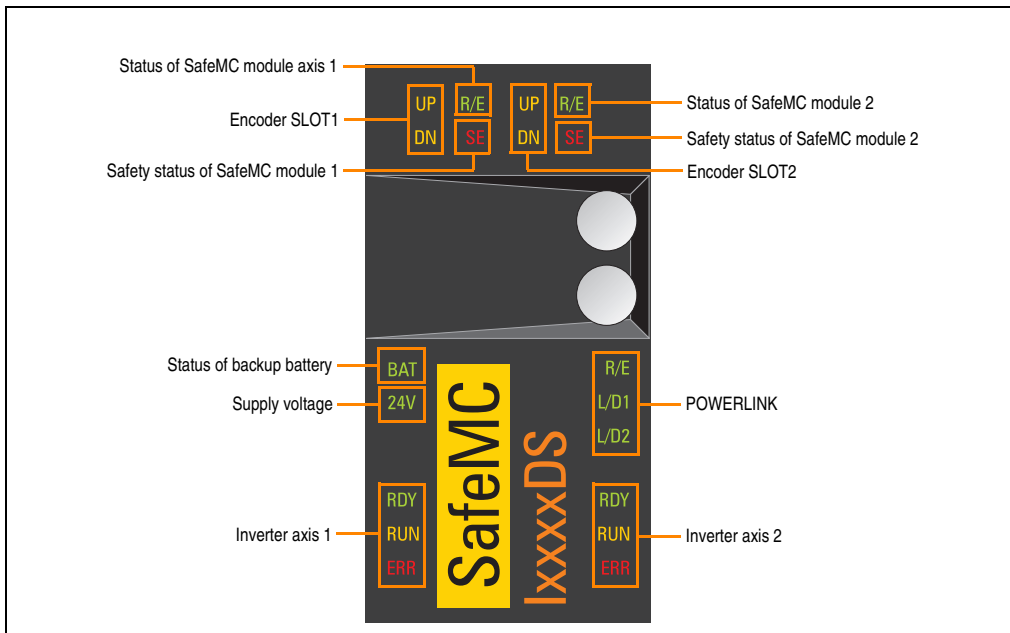 Status of SafeMC module axis 1
Encoder SLOT1
Safety status of SafeMC module 1
UP
DN
R/E
SE
UP
DN
R/E
SE
Status of SafeMC module 2
Safety status of SafeMC module 2
Encoder SLOT2
Status of backup battery
Supply voltage
BAT
24V
R/E
L/D1
L/D2
POWERLINK
SafeMC
IxxxxDS
Inverter axis 1
RDY
RUN
ERR
RDY
RUN
ERR
Inverter axis 2